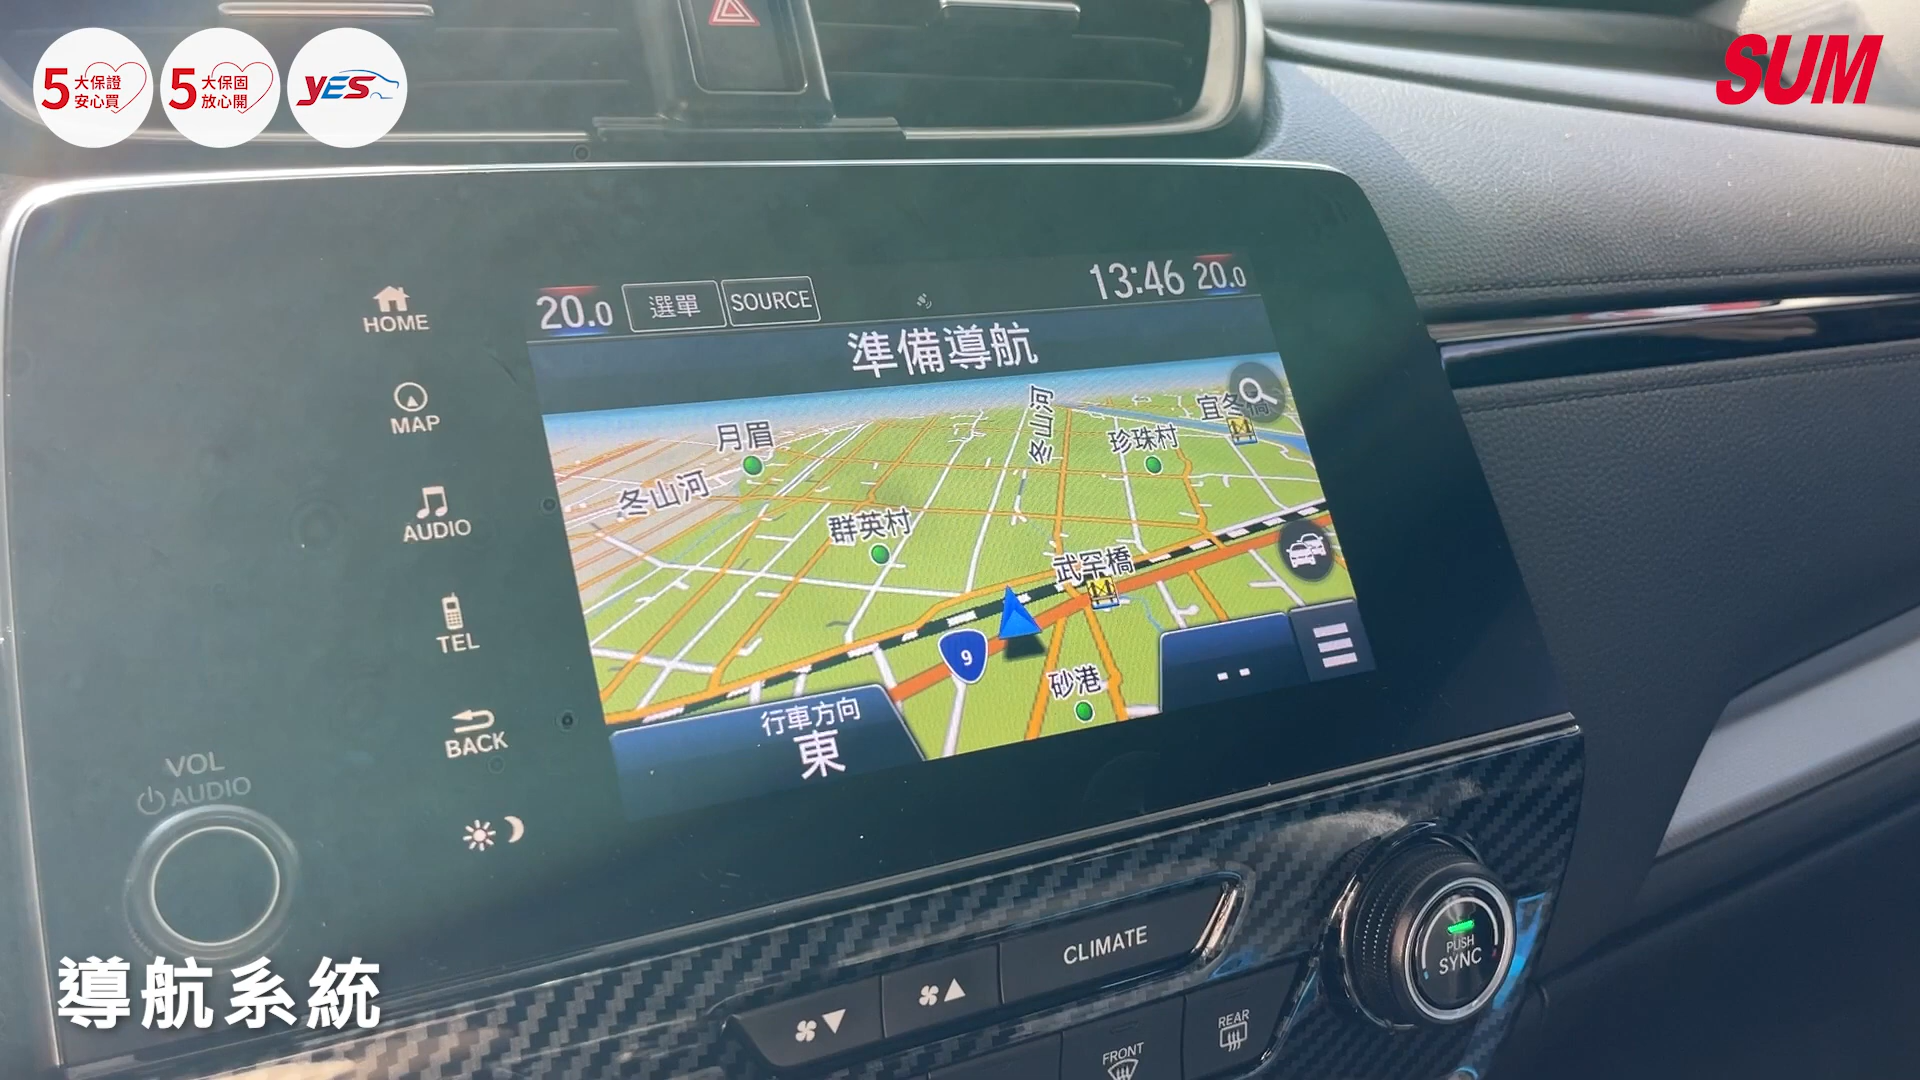 5大保證
安心買
5大保固
放心開
YES
SUM
20.0
選單
SOURCE
13:46
20.0
準備導航
HOME
MAP
AUDIO
TEL
BACK
VOL
AUDIO
月眉
冬山河
冬山河
珍珠村
宜冬橋
群英村
武罕橋
9
砂港
行車方向
東
--
CLIMATE
PUSH
SYNC
FRONT
REAR
導航系統